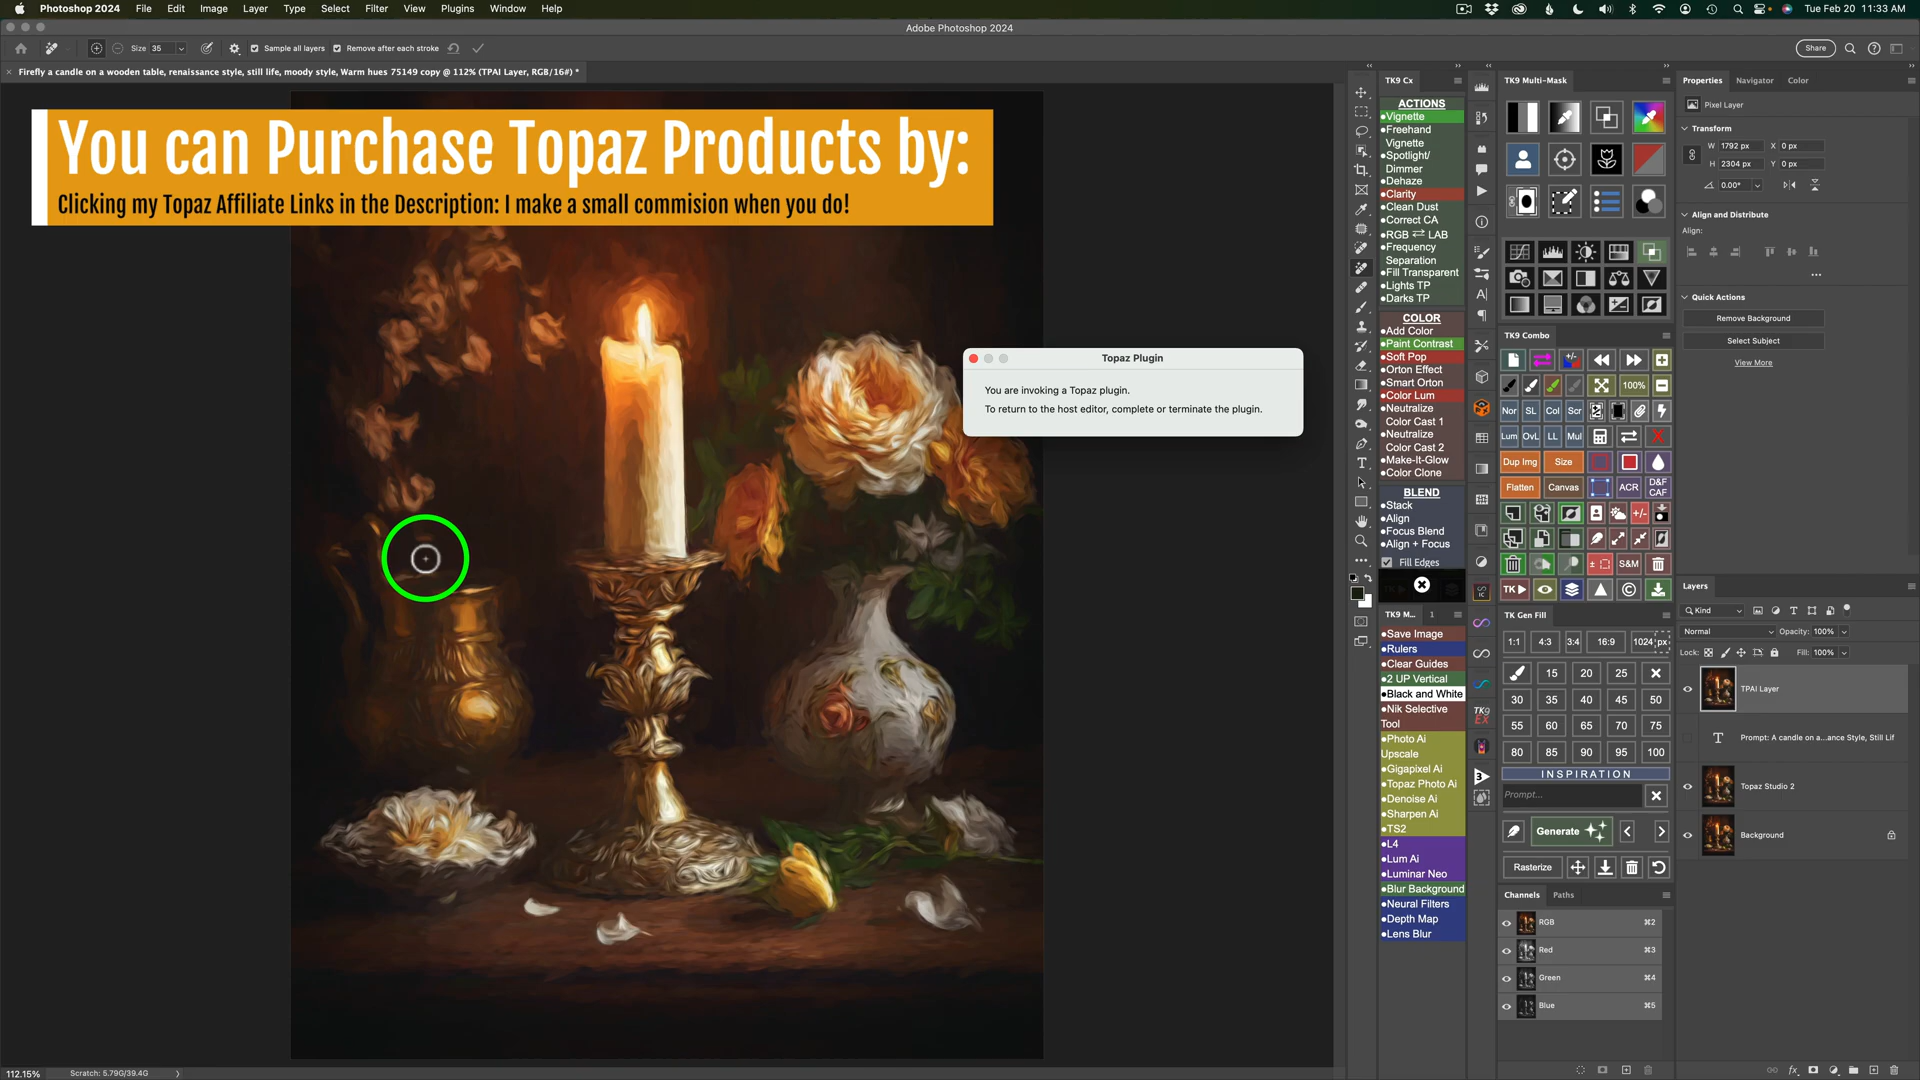 Photoshop 2024 File Edit Image Layer Type Select Filter View Plugins Window Help
Tue Feb 20 11:33 AM
Adobe Photoshop 2024
Size 35 Sample all layers Remove after each stroke
Share
Firefly a candle on a wooden table, renaissance style, still life, moody style, Warm hues 75149 copy @ 112% (TPAI Layer, RGB/16#) *
You can Purchase Topaz Products by:
Clicking my Topaz Affiliate Links in the Description: I make a small commision when you do!
Topaz Plugin
You are invoking a Topaz plugin.
To return to the host editor, complete or terminate the plugin.
112.15% Scratch: 5.79G/39.4G
TK9 Cx
ACTIONS
Vignette
Freehand
Vignette
Spotlight/
Dimmer
Dehaze
Clarity
Clean Dust
Correct CA
RGB ⇄ LAB
Frequency
Separation
Fill Transparent
Lights TP
Darks TP
COLOR
Add Color
Paint Contrast
Soft Pop
Orton Effect
Smart Orton
Color Lum
Neutralize
Color Cast 1
Neutralize
Color Cast 2
Make-It-Glow
Color Clone
BLEND
Stack
Align
Focus Blend
Align + Focus
Fill Edges
TK9 M... 1
Save Image
Rulers
Clear Guides
2 UP Vertical
Black and White
Nik Selective
Tool
Photo Ai
Upscale
Gigapixel Ai
Topaz Photo Ai
Denoise Ai
Sharpen Ai
TS2
L4
Lum Ai
Luminar Neo
Blur Background
Neural Filters
Depth Map
Lens Blur
TK9 EX
TK9 Multi-Mask
TK9 Combo
100%
Nor SL Col Scr
Lum OvL LL Mul
Dup Img Size
Flatten Canvas ACR D&F CAF
S&M
TK
TK Gen Fill
1:1 4:3 3:4 16:9 1024 px
15 20 25
30 35 40 45 50
55 60 65 70 75
80 85 90 95 100
INSPIRATION
Prompt...
Generate
Rasterize
Channels Paths
RGB ⌘2
Red ⌘3
Green ⌘4
Blue ⌘5
Properties Navigator Color
Pixel Layer
Transform
W 1792 px X 0 px
H 2304 px Y 0 px
0.00°
Align and Distribute
Align:
Quick Actions
Remove Background
Select Subject
View More
Layers
Kind
Normal Opacity: 100%
Lock: Fill: 100%
TPAI Layer
Prompt: A candle on a...ance Style, Still Lif
Topaz Studio 2
Background